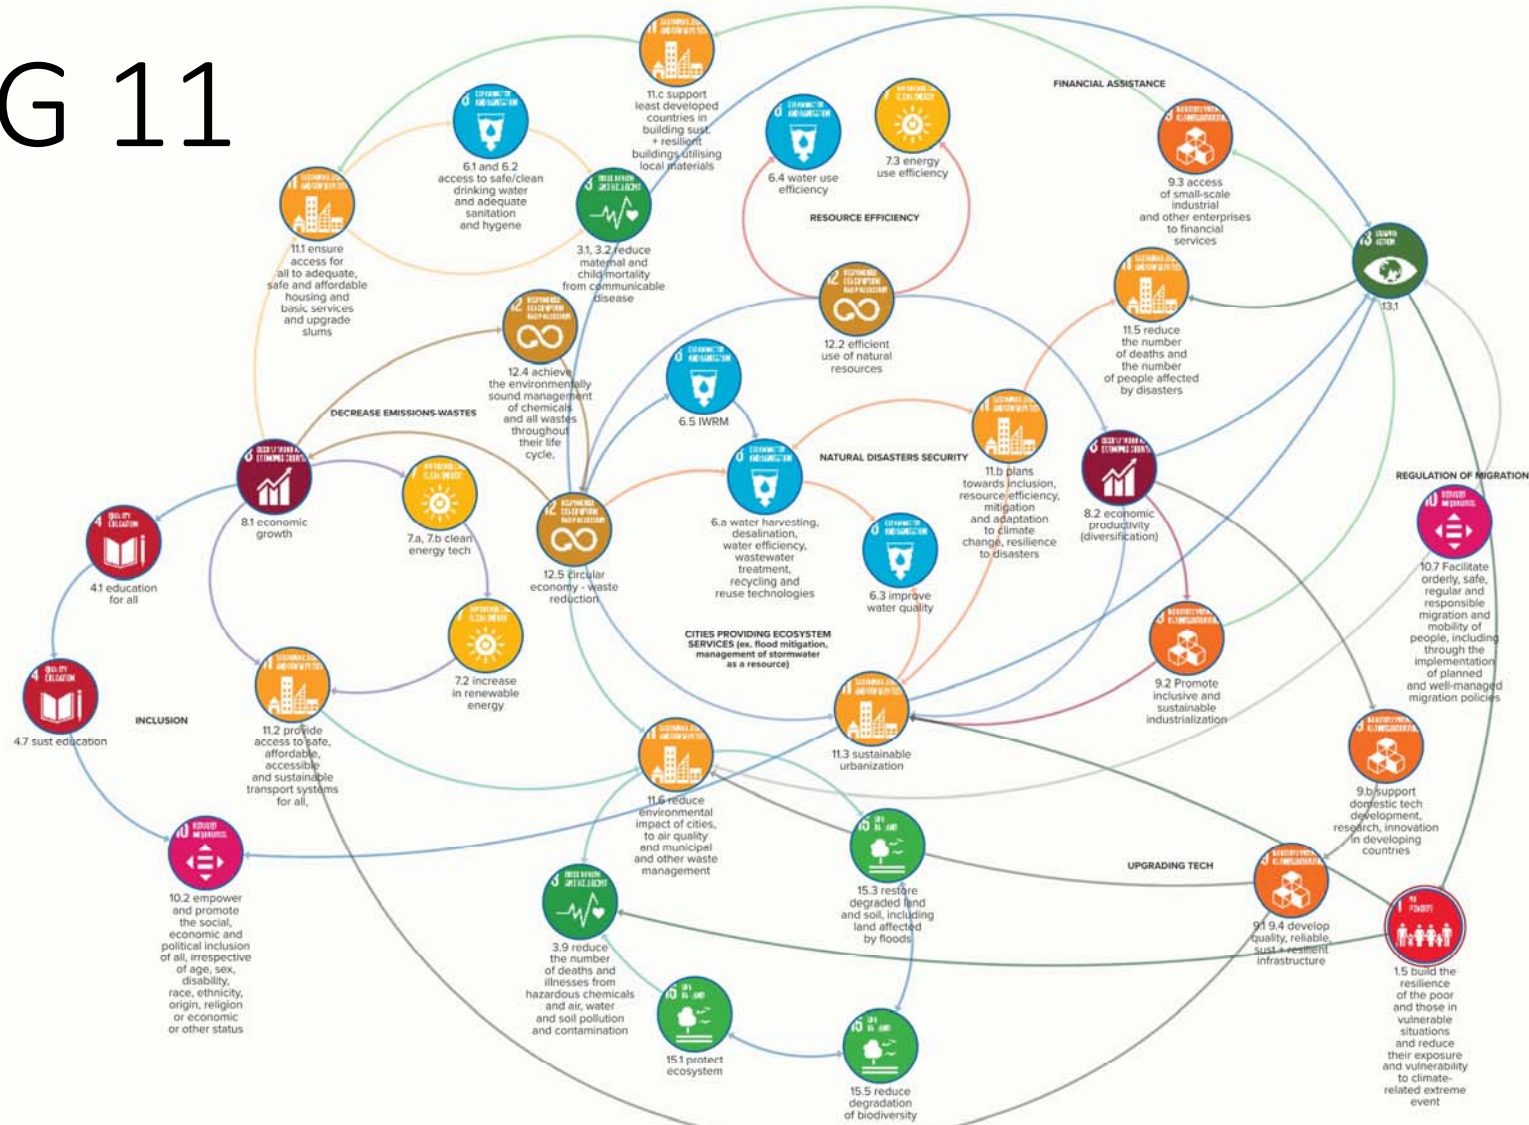 G 11
11.c support
least developed
countries in
building sust.
+ resilient
buildings utilising
local materials
FINANCIAL ASSISTANCE
6.1 and 6.2
access to safe/clean
drinking water
and adequate
sanitation
and hygene
6.4 water use
efficiency
7.3 energy
use efficiency
9.3 access
of small-scale
industrial
and other enterprises
to financial
services
RESOURCE EFFICIENCY
11.1 ensure
access for
all to adequate,
safe and affordable
housing and
basic services
and upgrade
slums
3.1, 3.2 reduce
maternal and
child mortality
from communicable
disease
13.1
11.5 reduce
the number
of deaths and
the number
of people affected
by disasters
12.2 efficient
use of natural
resources
12.4 achieve
the environmentally
sound management
of chemicals
and all wastes
throughout
their life
cycle,
DECREASE EMISSIONS-WASTES
6.5 IWRM
NATURAL DISASTERS SECURITY
11.b plans
towards inclusion,
resource efficiency,
mitigation
and adaptation
to climate
change, resilience
to disasters
REGULATION OF MIGRATION
8.1 economic
growth
7.a, 7.b clean
energy tech
8.2 economic
productivity
(diversification)
6.a water harvesting,
desalination,
water efficiency,
wastewater
treatment,
recycling and
reuse technologies
4.1 education
for all
12.5 circular
economy - waste
reduction
6.3 improve
water quality
10.7 Facilitate
orderly, safe,
regular and
responsible
migration and
mobility of
people, including
through the
implementation
of planned
and well-managed
migration policies
CITIES PROVIDING ECOSYSTEM
SERVICES (ex. flood mitigation,
management of stormwater
as a resource)
7.2 increase
in renewable
energy
9.2 Promote
inclusive and
sustainable
industrialization
INCLUSION
4.7 sust education
11.2 provide
access to safe,
affordable,
accessible
and sustainable
transport systems
for all,
11.3 sustainable
urbanization
11.6 reduce
environmental
impact of cities,
to air quality
and municipal
and other waste
management
9.b support
domestic tech
development,
research, innovation
in developing
countries
UPGRADING TECH
15.3 restore
degraded land
and soil, including
land affected
by floods
10.2 empower
and promote
the social,
economic and
political inclusion
of all, irrespective
of age, sex,
disability,
race, ethnicity,
origin, religion
or economic
or other status
9.1 9.4 develop
quality, reliable,
sust + resilient
infrastructure
3.9 reduce
the number
of deaths and
illnesses from
hazardous chemicals
and air, water
and soil pollution
and contamination
1.5 build the
resilience
of the poor
and those in
vulnerable
situations
and reduce
their exposure
and vulnerability
to climate-
related extreme
event
15.1 protect
ecosystem
15.5 reduce
degradation
of biodiversity